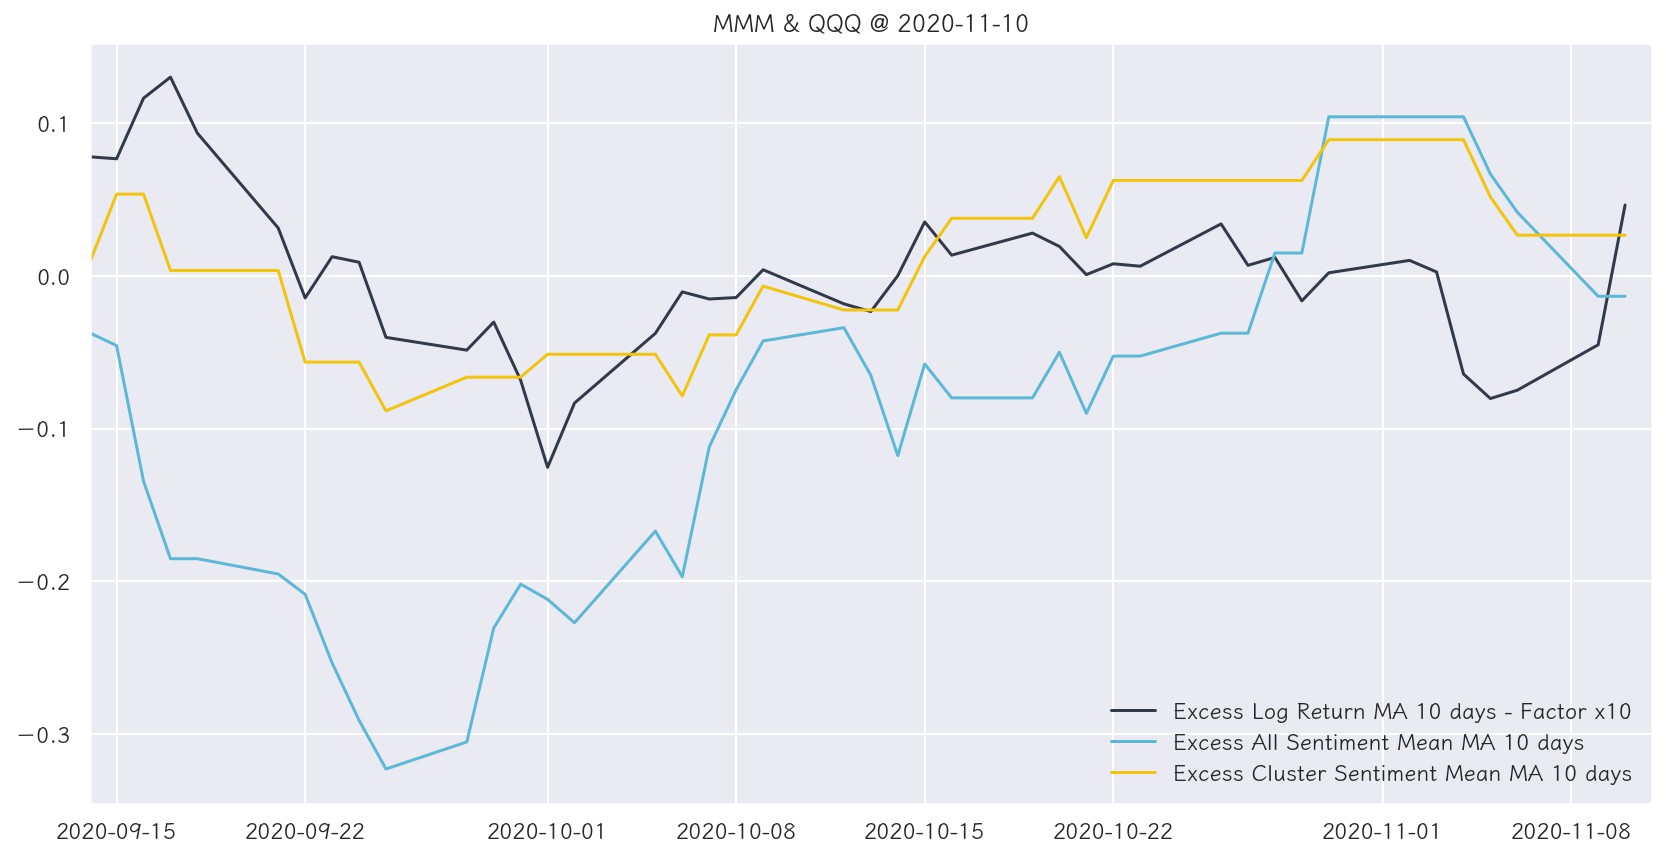 MMM & QQQ @ 2020-11-10
0.1
0.0
−0.1
−0.2
−0.3
Excess Log Return MA 10 days - Factor x10
Excess All Sentiment Mean MA 10 days
Excess Cluster Sentiment Mean MA 10 days
2020-09-15 2020-09-22 2020-10-01 2020-10-08 2020-10-15 2020-10-22 2020-11-01 2020-11-08